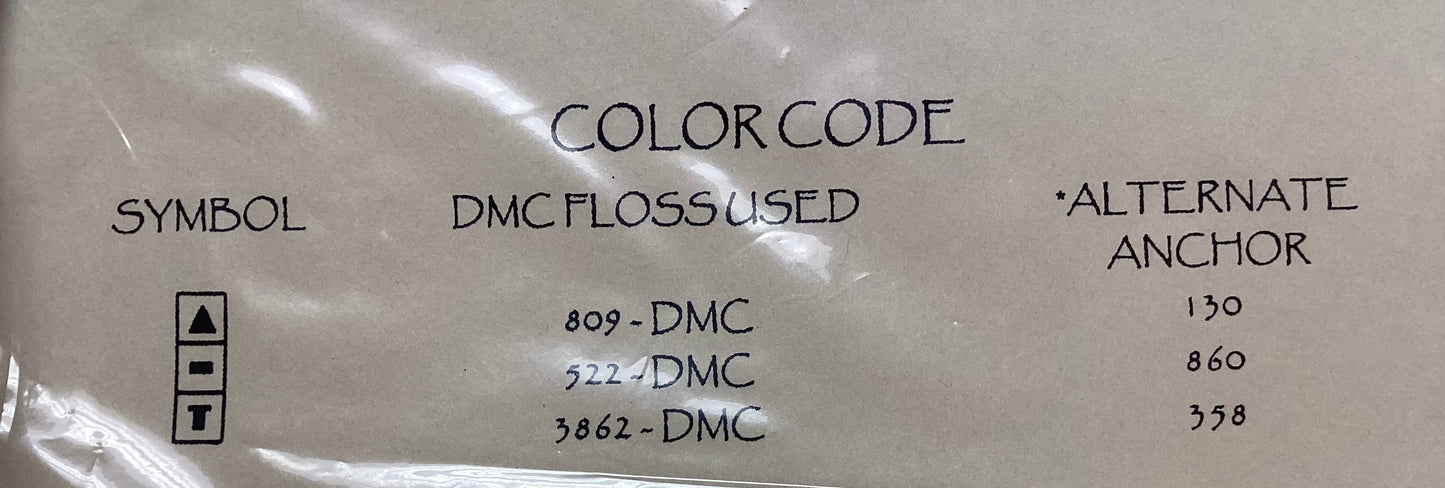 COLOR CODE
SYMBOL DMC FLOSS USED *ALTERNATE
ANCHOR
▲ 809-DMC 130
▬ 522-DMC 860
T 3862-DMC 358